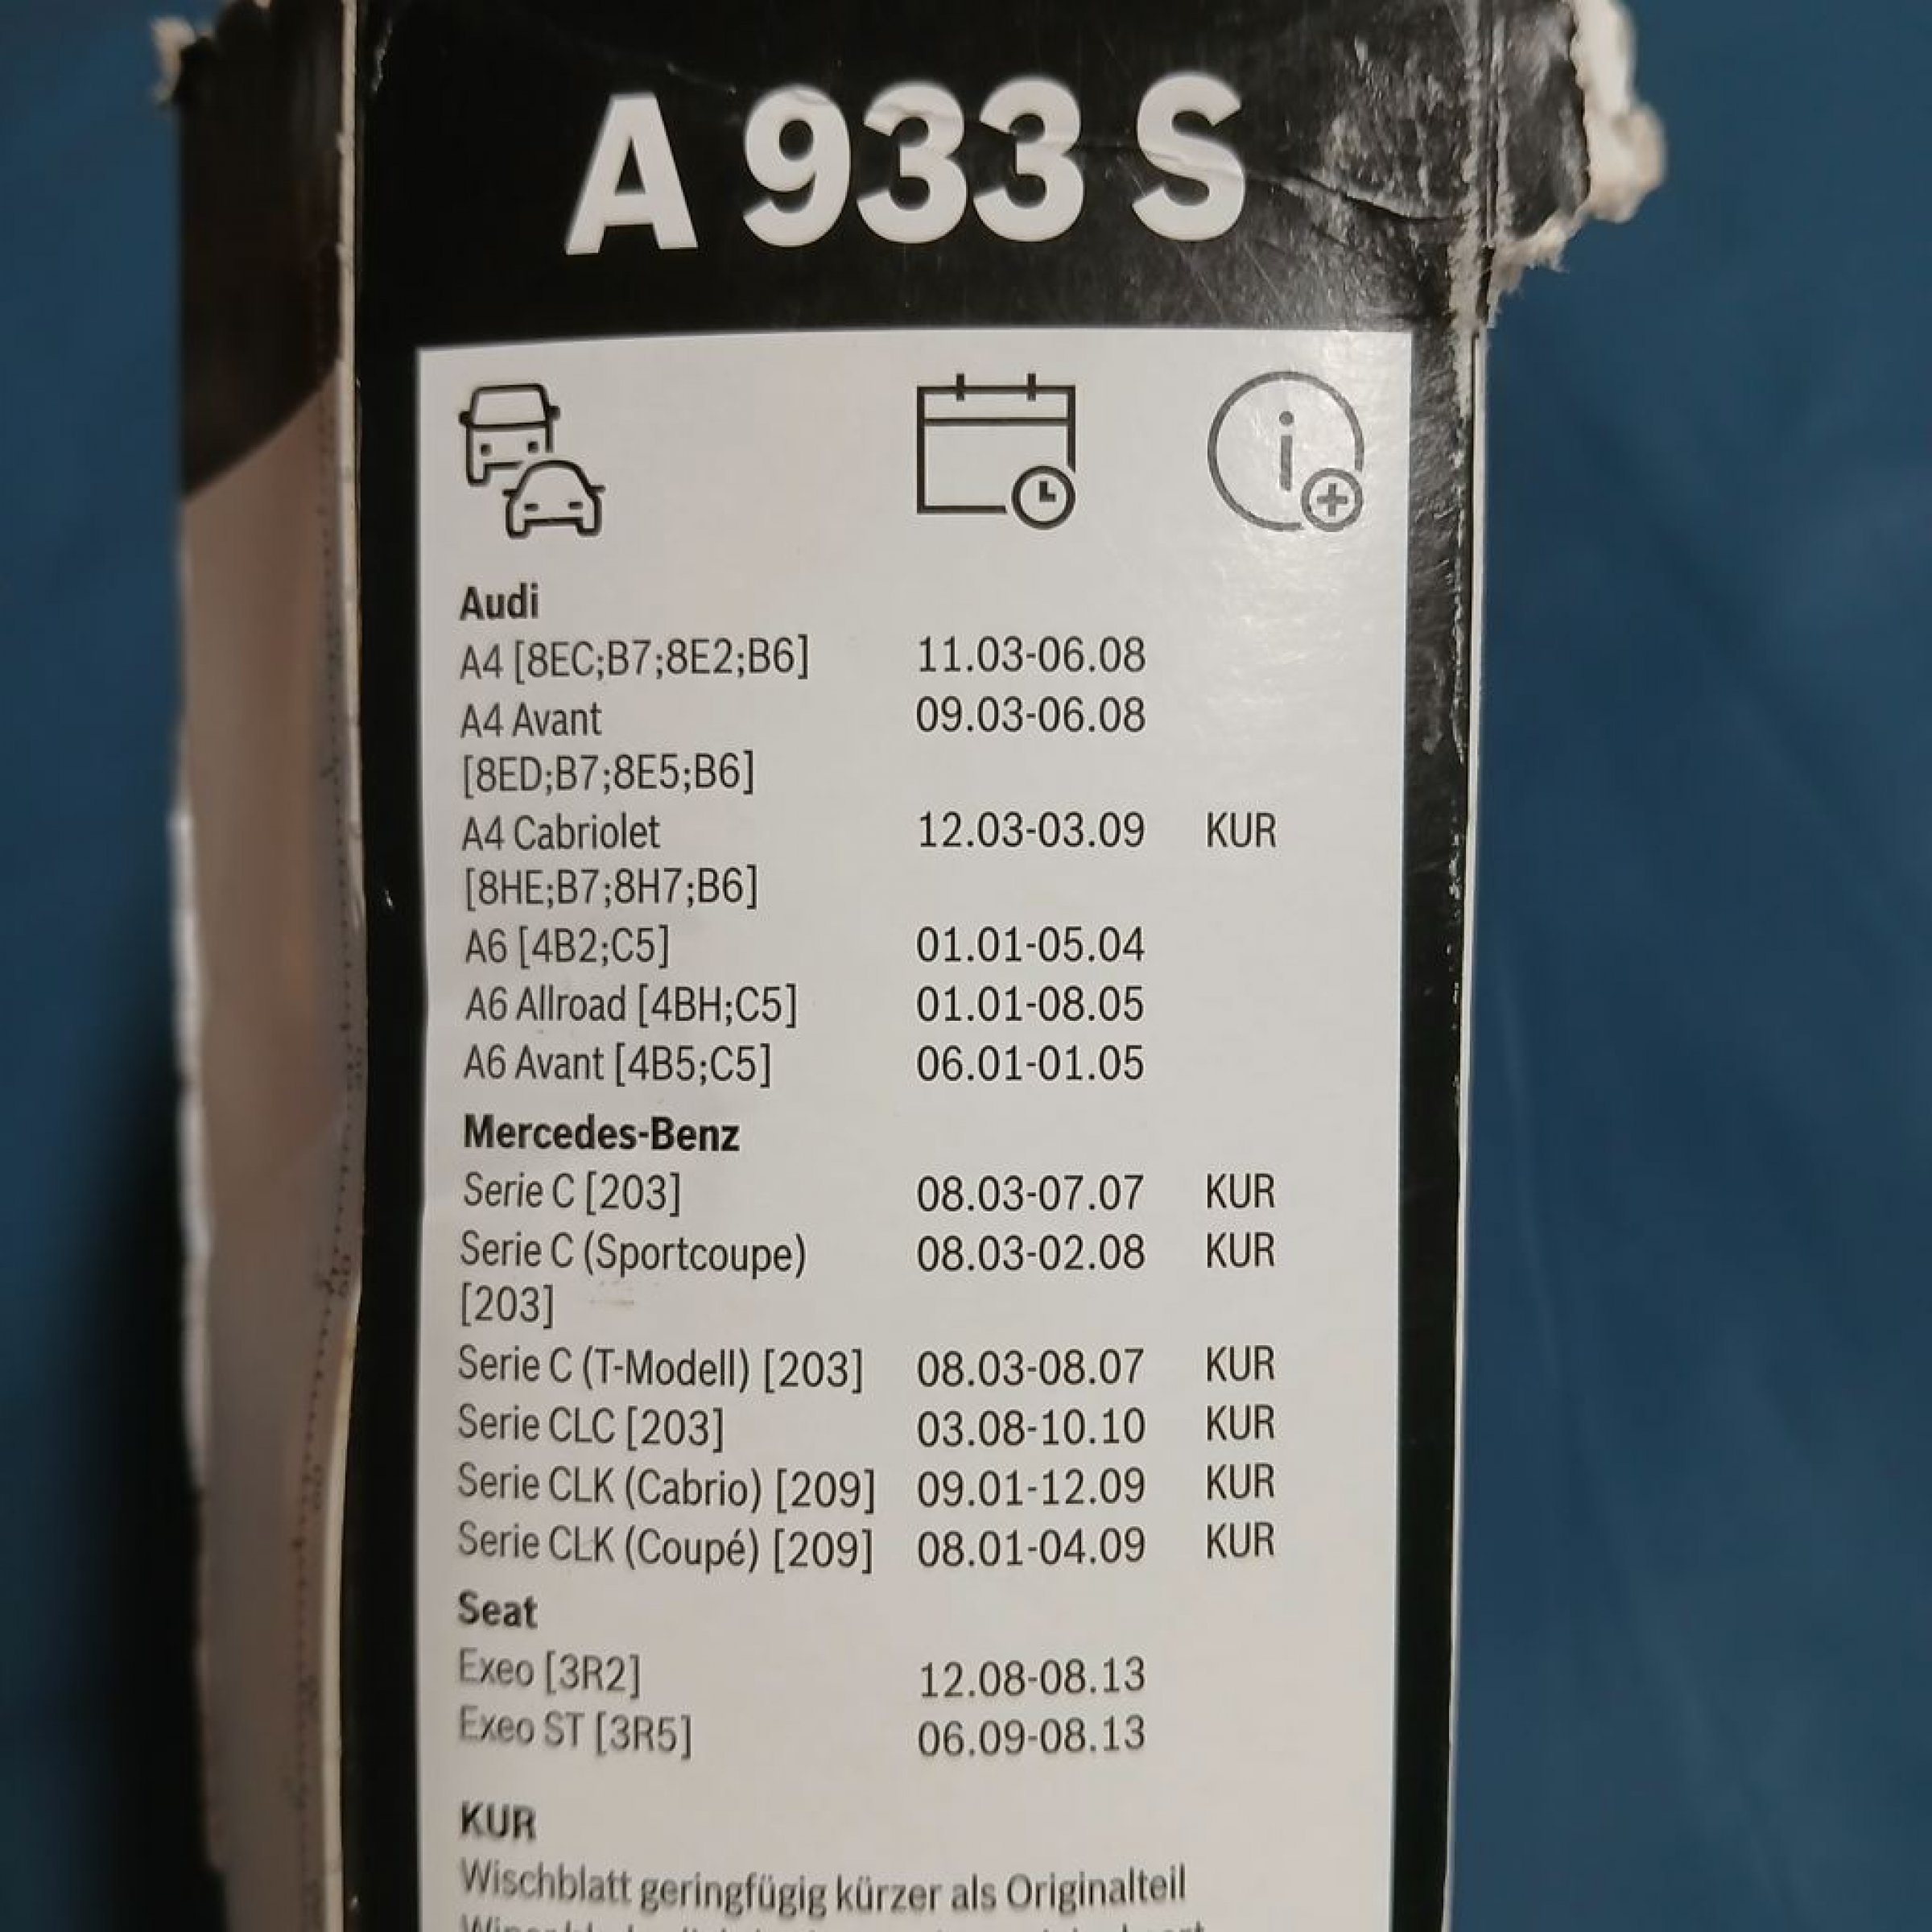 A 933 S
Audi
A4 [8EC;B7;8E2;B6] 11.03-06.08
A4 Avant 09.03-06.08
[8ED;B7;8E5;B6]
A4 Cabriolet 12.03-03.09 KUR
[8HE;B7;8H7;B6]
A6 [4B2;C5] 01.01-05.04
A6 Allroad [4BH;C5] 01.01-08.05
A6 Avant [4B5;C5] 06.01-01.05
Mercedes-Benz
Serie C [203] 08.03-07.07 KUR
Serie C (Sportcoupe) 08.03-02.08 KUR
[203]
Serie C (T-Modell) [203] 08.03-08.07 KUR
Serie CLC [203] 03.08-10.10 KUR
Serie CLK (Cabrio) [209] 09.01-12.09 KUR
Serie CLK (Coupé) [209] 08.01-04.09 KUR
Seat
Exeo [3R2] 12.08-08.13
Exeo ST [3R5] 06.09-08.13
KUR
Wischblatt geringfügig kürzer als Originalteil